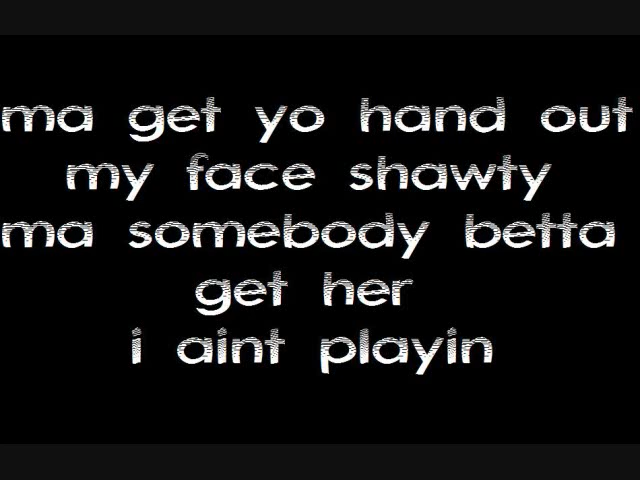 ma get yo hand out
my face shawty
ma somebody betta
get her
i aint playin